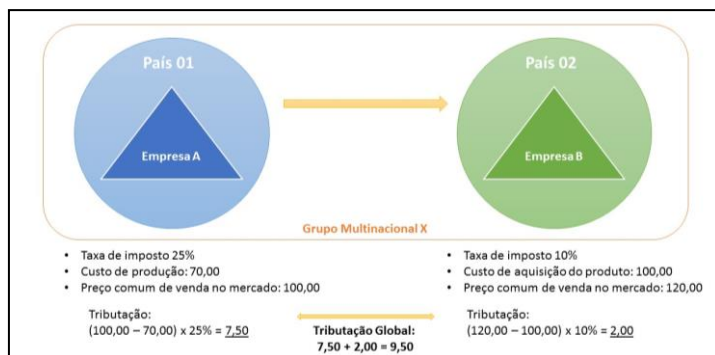 País 01
País 02
Empresa A
Empresa B
Grupo Multinacional X
• Taxa de imposto 25%
• Custo de produção: 70,00
• Preço comum de venda no mercado: 100,00
Tributação:
(100,00 – 70,00) x 25% = 7,50
Tributação Global:
7,50 + 2,00 = 9,50
• Taxa de imposto 10%
• Custo de aquisição do produto: 100,00
• Preço comum de venda no mercado: 120,00
Tributação:
(120,00 – 100,00) x 10% = 2,00